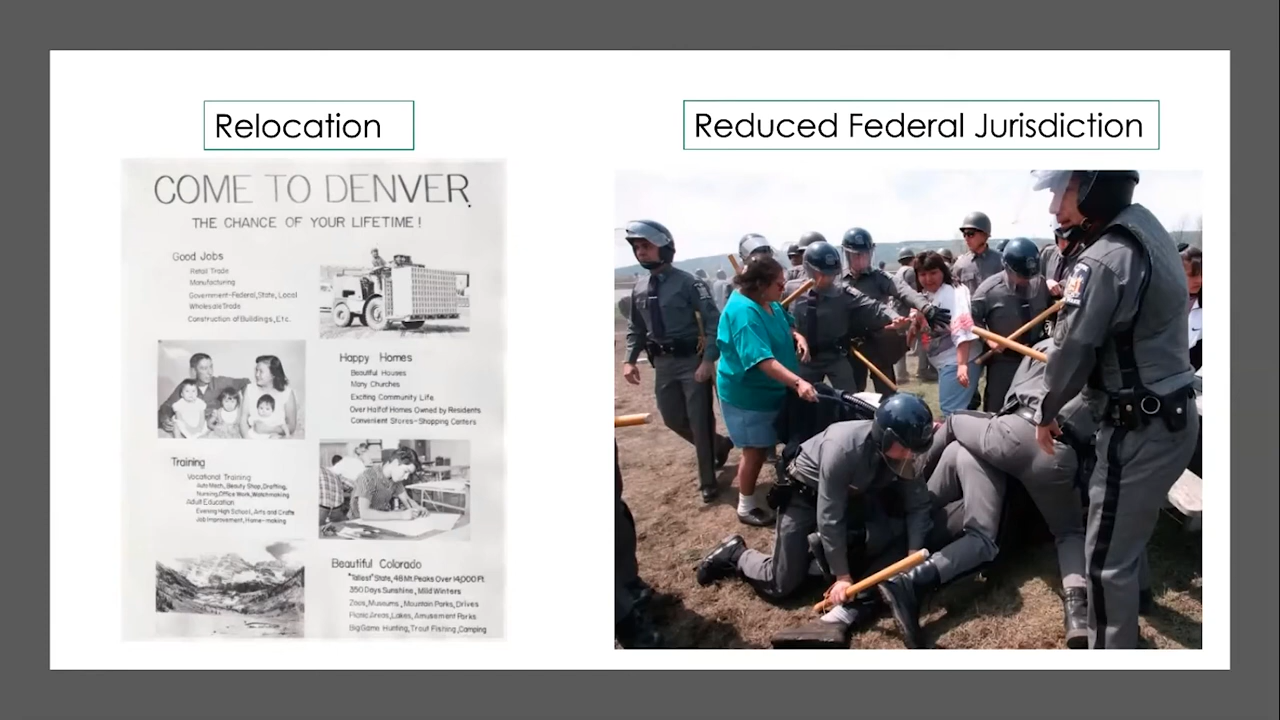 Relocation
Reduced Federal Jurisdiction
COME TO DENVER
THE CHANCE OF YOUR LIFETIME!
Good Jobs
Retail Trade
Manufacturing
Government-Federal, State, Local
Wholesale Trade
Construction of Buildings, Etc.
Happy Homes
Beautiful Houses
Many Churches
Exciting Community Life
Over Half of Homes Owned by Residents
Convenient Stores-Shopping Centers
Training
Vocational Training
Auto Mech, Beauty Shop, Drafting,
Nursing, Office Work, Watchmaking
Adult Education
Evening High School, Arts and Crafts
Job Improvement, Home-making
Beautiful Colorado
"Tallest" State, 48 Mt. Peaks Over 14,000 Ft.
350 Days Sunshine, Mild Winters
Zoos, Museums, Mountain Parks, Drives
Picnic Areas, Lakes, Amusement Parks
Big Game Hunting, Trout Fishing, Camping